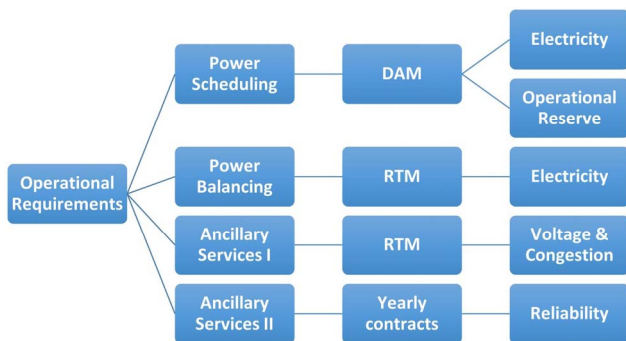 Operational
Requirements
Power
Scheduling
DAM
Electricity
Operational
Reserve
Power
Balancing
RTM
Electricity
Ancillary
Services I
RTM
Voltage &
Congestion
Ancillary
Services II
Yearly
contracts
Reliability